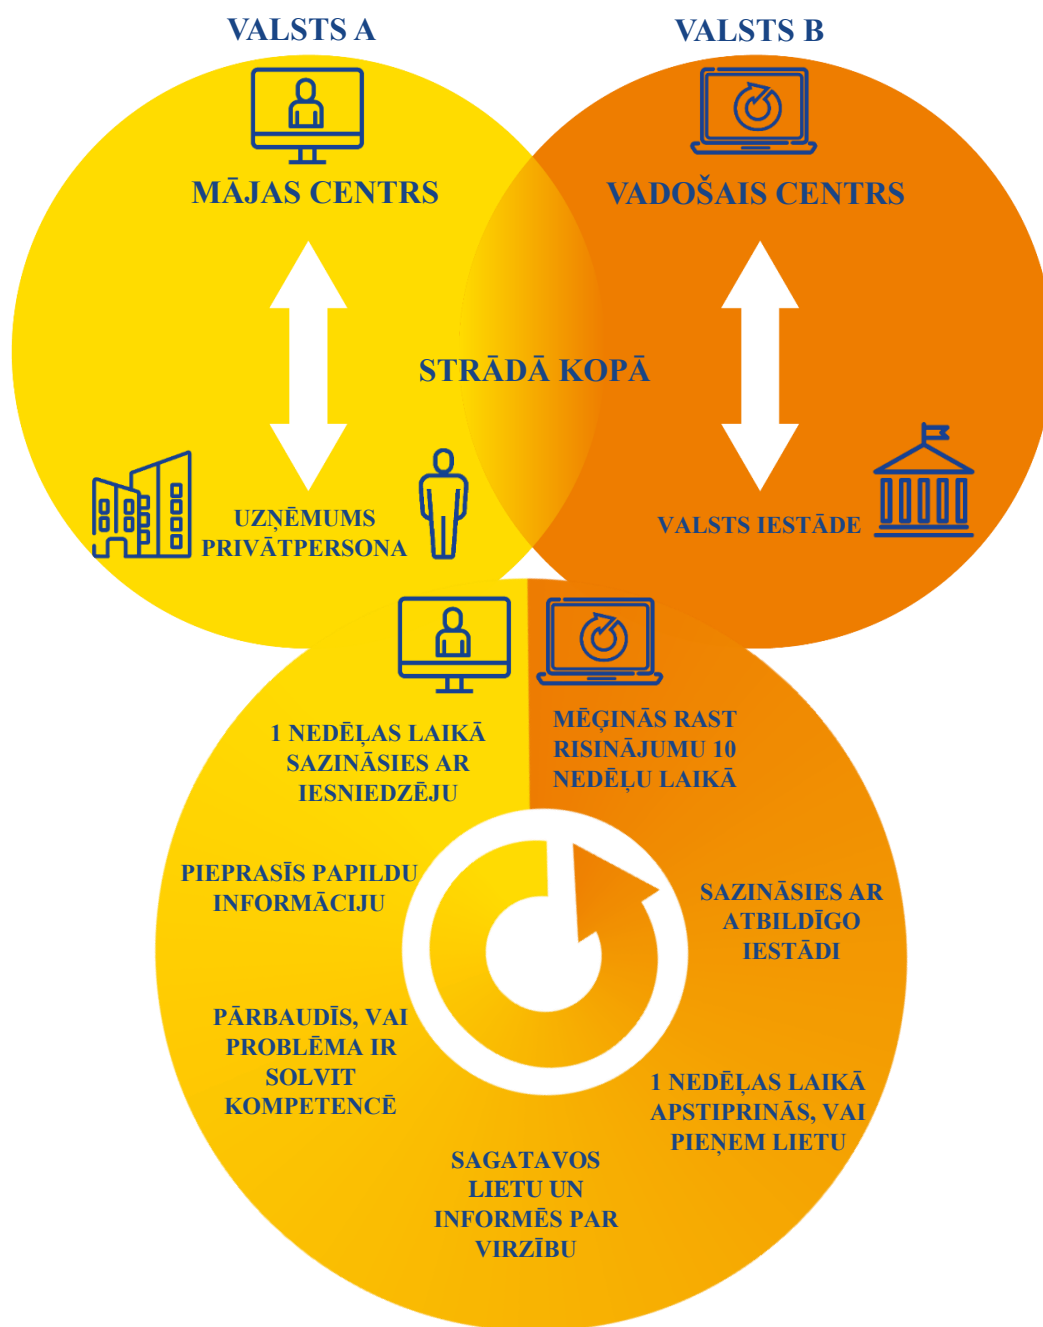 VALSTS A
VALSTS B
MĀJAS CENTRS
VADOŠAIS CENTRS
STRĀDĀ KOPĀ
UZŅĒMUMS
PRIVĀTPERSONA
VALSTS IESTĀDE
1 NEDĒĻAS LAIKĀ
SAZINĀSIES AR
IESNIEDZĒJU
PIEPRASĪS PAPILDU
INFORMĀCIJU
PĀRBAUDĪS, VAI
PROBLĒMA IR
SOLVIT
KOMPETENCĒ
SAGATAVOS
LIETU UN
INFORMĒS PAR
VIRZĪBU
1 NEDĒĻAS LAIKĀ
APSTIPRINĀS, VAI
PIEŅEM LIETU
SAZINĀSIES AR
ATBILDĪGO
IESTĀDI
MĒĢINĀS RAST
RISINĀJUMU 10
NEDĒĻU LAIKĀ